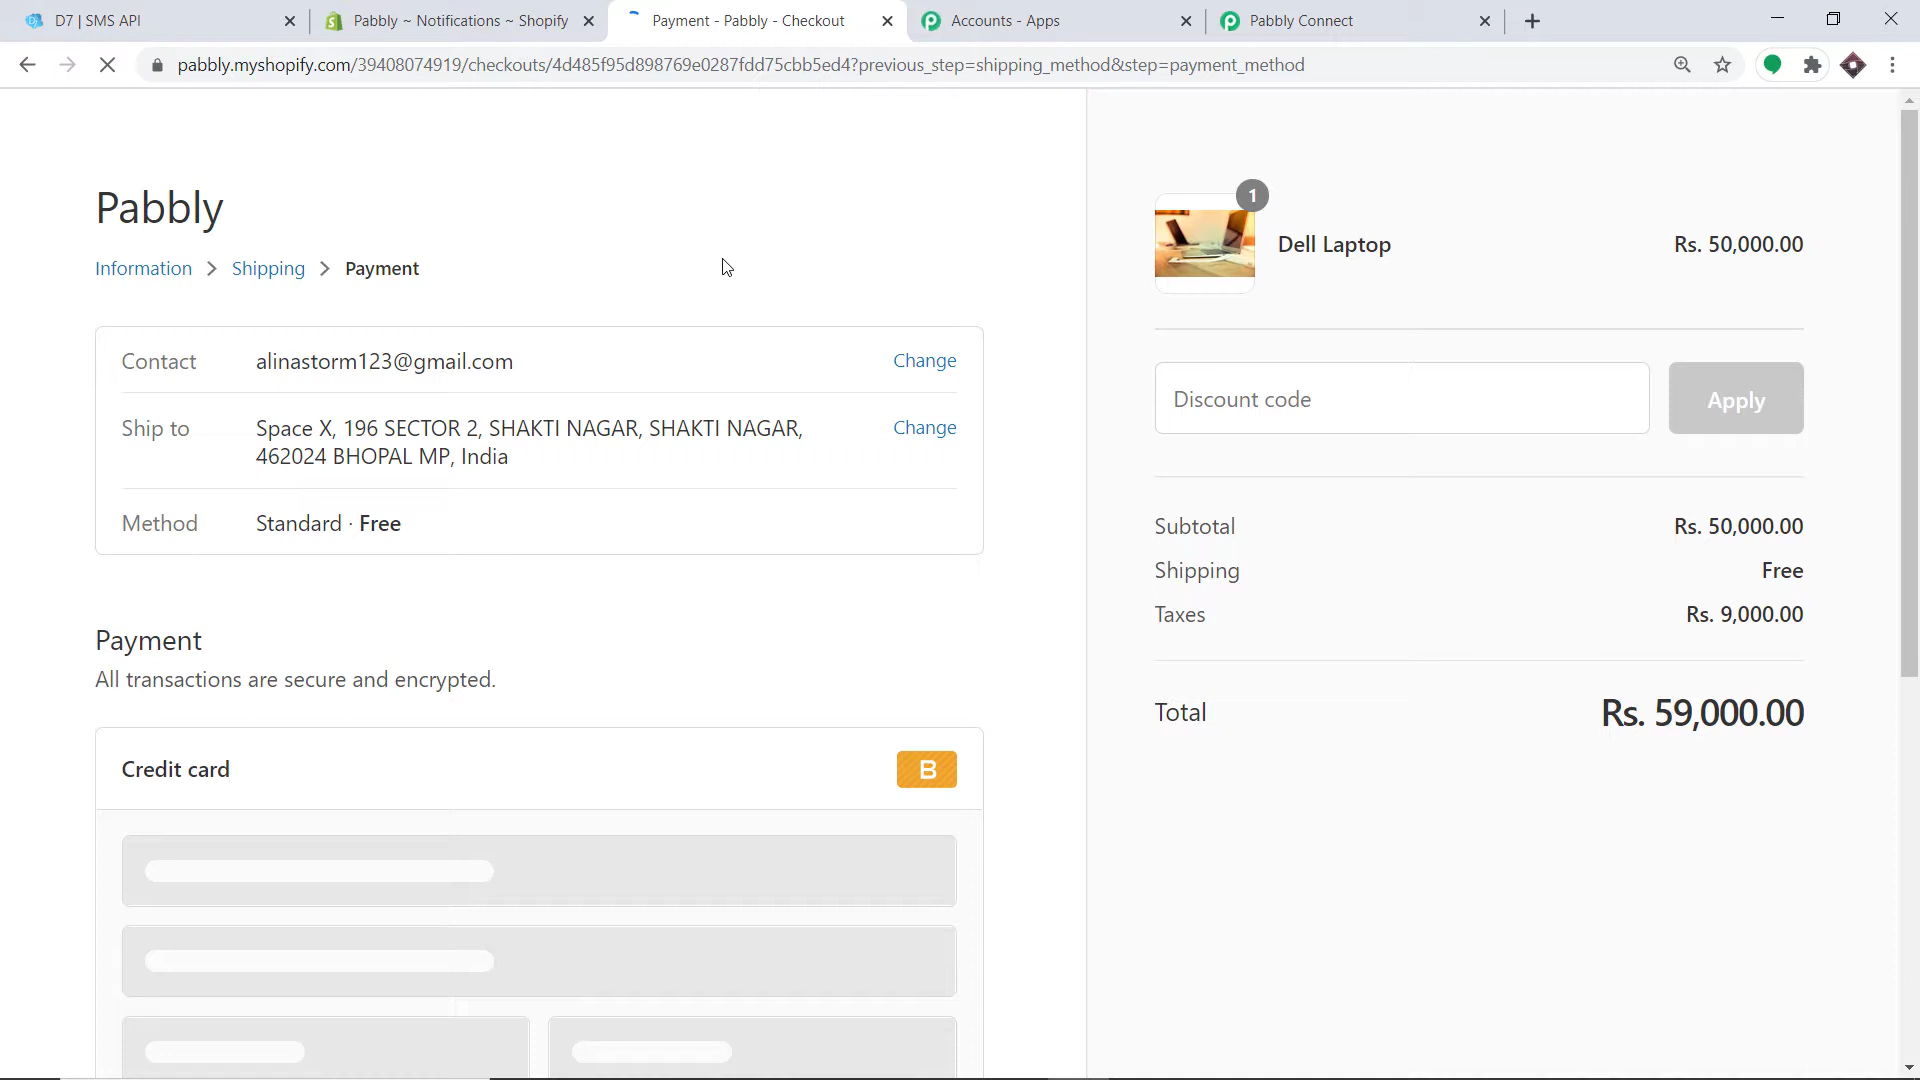 D7 | SMS API
Pabbly ~ Notifications ~ Shopify
Payment - Pabbly - Checkout
Accounts - Apps
Pabbly Connect
pabbly.myshopify.com/39408074919/checkouts/4d485f95d898769e0287fdd75cbb5ed4?previous_step=shipping_method&step=payment_method
Pabbly
Information > Shipping > Payment
Contact alinastorm123@gmail.com Change
Ship to Space X, 196 SECTOR 2, SHAKTI NAGAR, SHAKTI NAGAR, Change
462024 BHOPAL MP, India
Method Standard · Free
Payment
All transactions are secure and encrypted.
Credit card B
1
Dell Laptop Rs. 50,000.00
Discount code Apply
Subtotal Rs. 50,000.00
Shipping Free
Taxes Rs. 9,000.00
Total Rs. 59,000.00